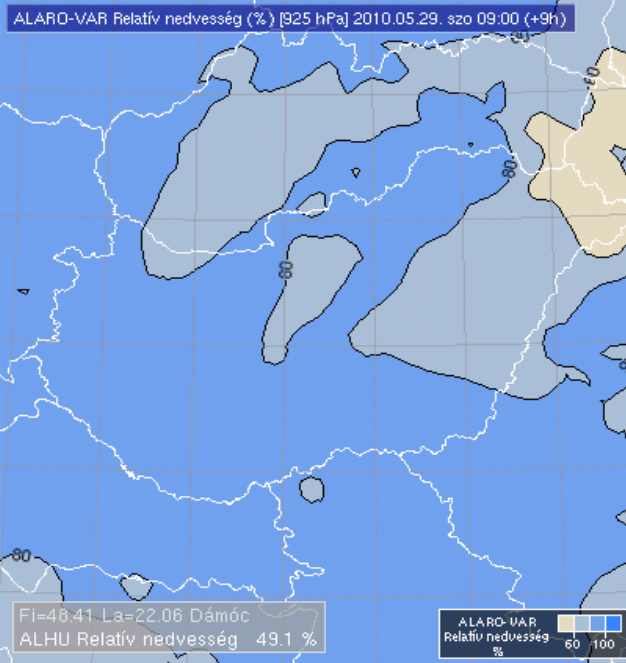 ALARO-VAR Relatív nedvesség (%) [925 hPa] 2010.05.29. szo 09:00 (+9h)
60
80
80
80
Fi=48.41 La=22.06 Dámóc
ALHU Relatív nedvesség 49.1 %
ALARO-VAR
Relatív nedvesség
%
60 100